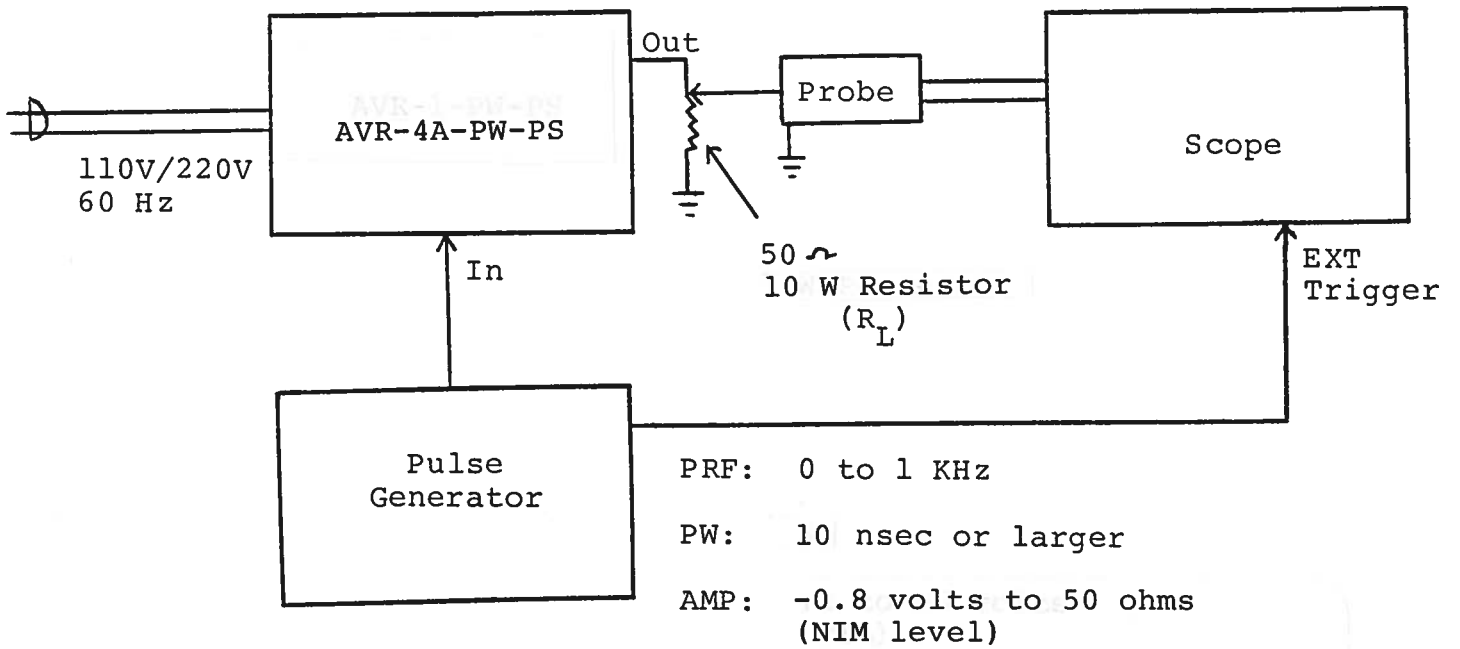 Out
AVR-4A-PW-PS
Probe
Scope
110V/220V
60 Hz
In
50 Ω
10 W Resistor
(R_L)
EXT
Trigger
Pulse
Generator
PRF: 0 to 1 KHz
PW: 10 nsec or larger
AMP: -0.8 volts to 50 ohms
(NIM level)